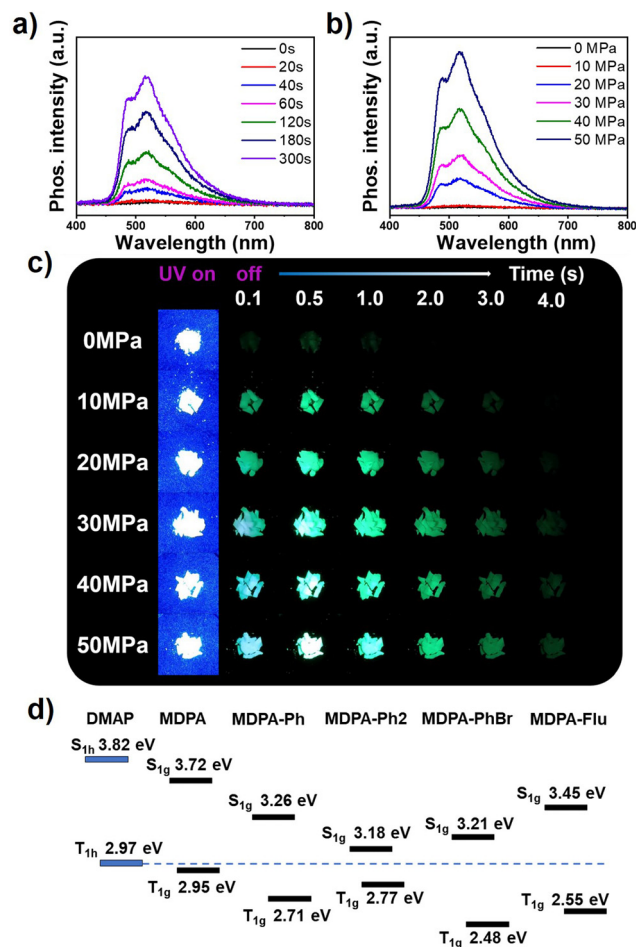 a)
Phos. intensity (a.u.)
0s
20s
40s
60s
120s
180s
300s
400 500 600 700 800
Wavelength (nm)
b)
Phos. intensity (a.u.)
0 MPa
10 MPa
20 MPa
30 MPa
40 MPa
50 MPa
400 500 600 700 800
Wavelength (nm)
c)
UV on off Time (s)
0.1 0.5 1.0 2.0 3.0 4.0
0MPa
10MPa
20MPa
30MPa
40MPa
50MPa
d)
DMAP MDPA MDPA-Ph MDPA-Ph2 MDPA-PhBr MDPA-Flu
S1h 3.82 eV
S1g 3.72 eV
S1g 3.26 eV
S1g 3.18 eV
S1g 3.21 eV
S1g 3.45 eV
T1h 2.97 eV
T1g 2.95 eV
T1g 2.71 eV
T1g 2.77 eV
T1g 2.48 eV
T1g 2.55 eV